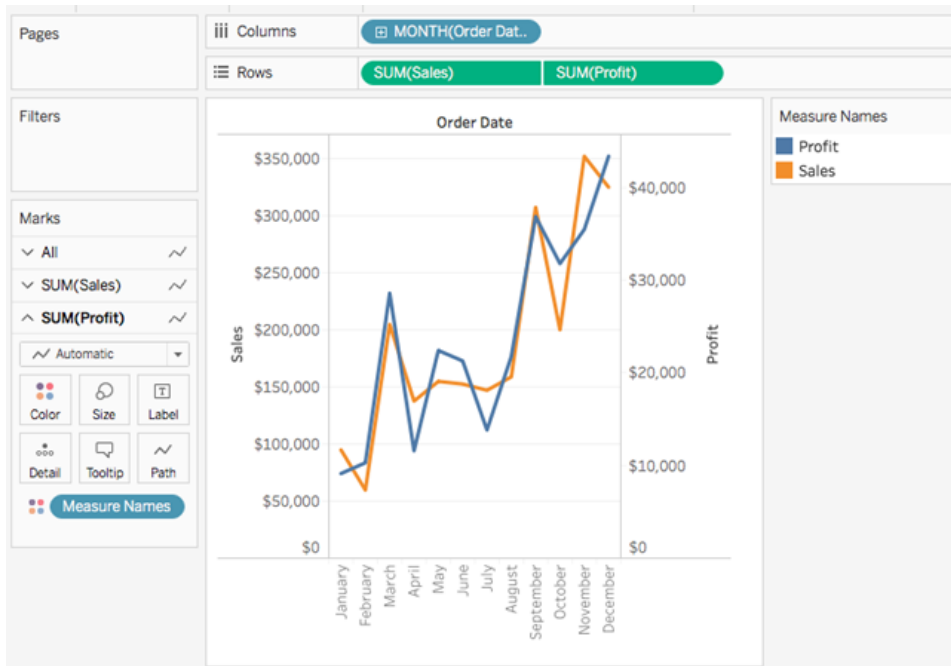 Pages
Columns
MONTH(Order Dat..
Rows
SUM(Sales)
SUM(Profit)
Filters
Marks
All
SUM(Sales)
SUM(Profit)
Automatic
Color
Size
Label
Detail
Tooltip
Path
Measure Names
Order Date
Sales
$350,000
$300,000
$250,000
$200,000
$150,000
$100,000
$50,000
$0
$40,000
$30,000
$20,000
$10,000
$0
Profit
January
February
March
April
May
June
July
August
September
October
November
December
Measure Names
Profit
Sales